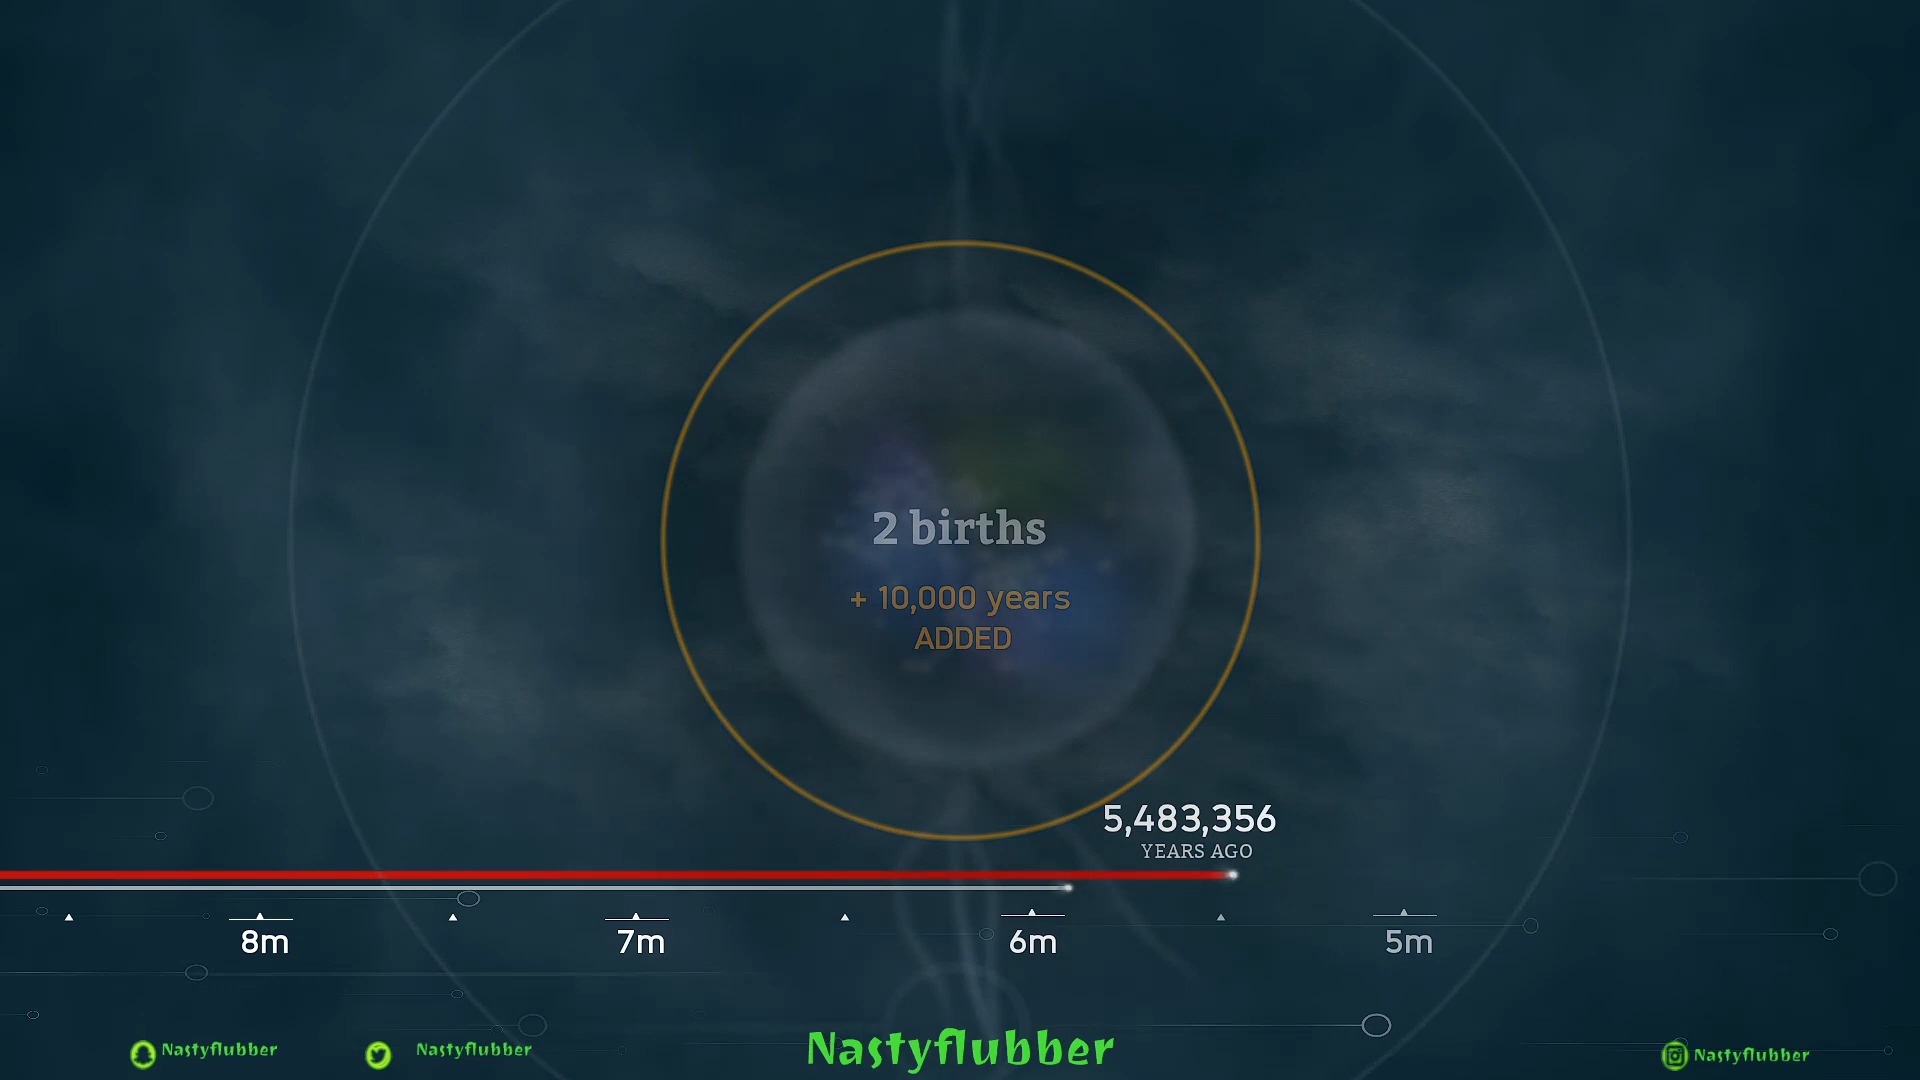 2 births
+ 10,000 years
ADDED
5,483,356
YEARS AGO
8m
7m
6m
5m
Nastyflubber
Nastyflubber
Nastyflubber
Nastyflubber